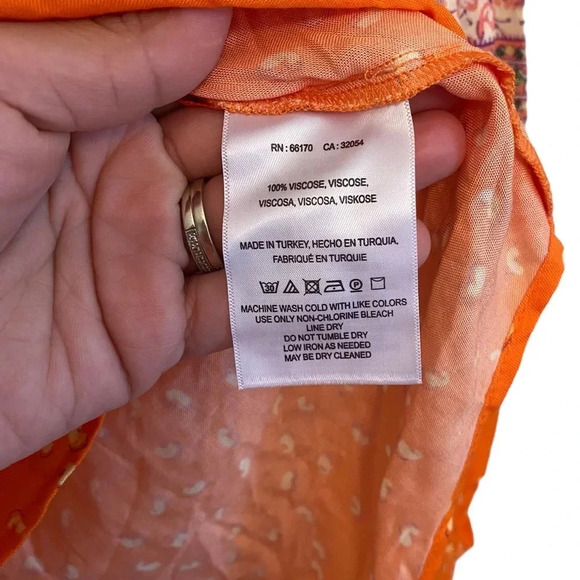 RN : 66170 CA : 32054
100% VISCOSE, VISCOSE,
VISCOSA, VISCOSA, VISKOSE
MADE IN TURKEY, HECHO EN TURQUIA,
FABRIQUÉ EN TURQUIE
30 P
MACHINE WASH COLD WITH LIKE COLORS
USE ONLY NON-CHLORINE BLEACH
LINE DRY
DO NOT TUMBLE DRY
LOW IRON AS NEEDED
MAY BE DRY CLEANED